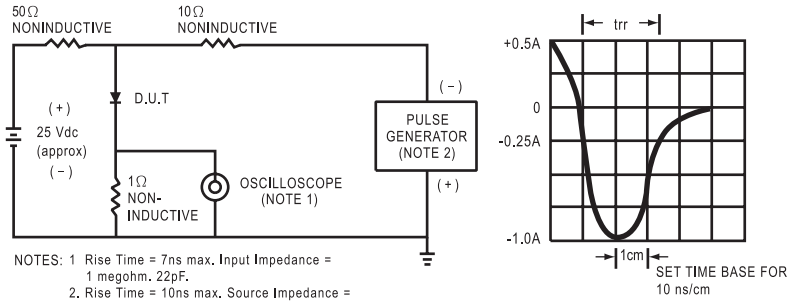 50Ω
NONINDUCTIVE
10Ω
NONINDUCTIVE
D.U.T
(+)
25 Vdc
(approx)
(−)
1Ω
NON-
INDUCTIVE
OSCILLOSCOPE
(NOTE 1)
(−)
PULSE
GENERATOR
(NOTE 2)
(+)
trr
+0.5A
0
-0.25A
-1.0A
1cm
SET TIME BASE FOR
10 ns/cm
NOTES: 1 Rise Time = 7ns max. Input Impedance =
1 megohm. 22pF.
2. Rise Time = 10ns max. Source Impedance =